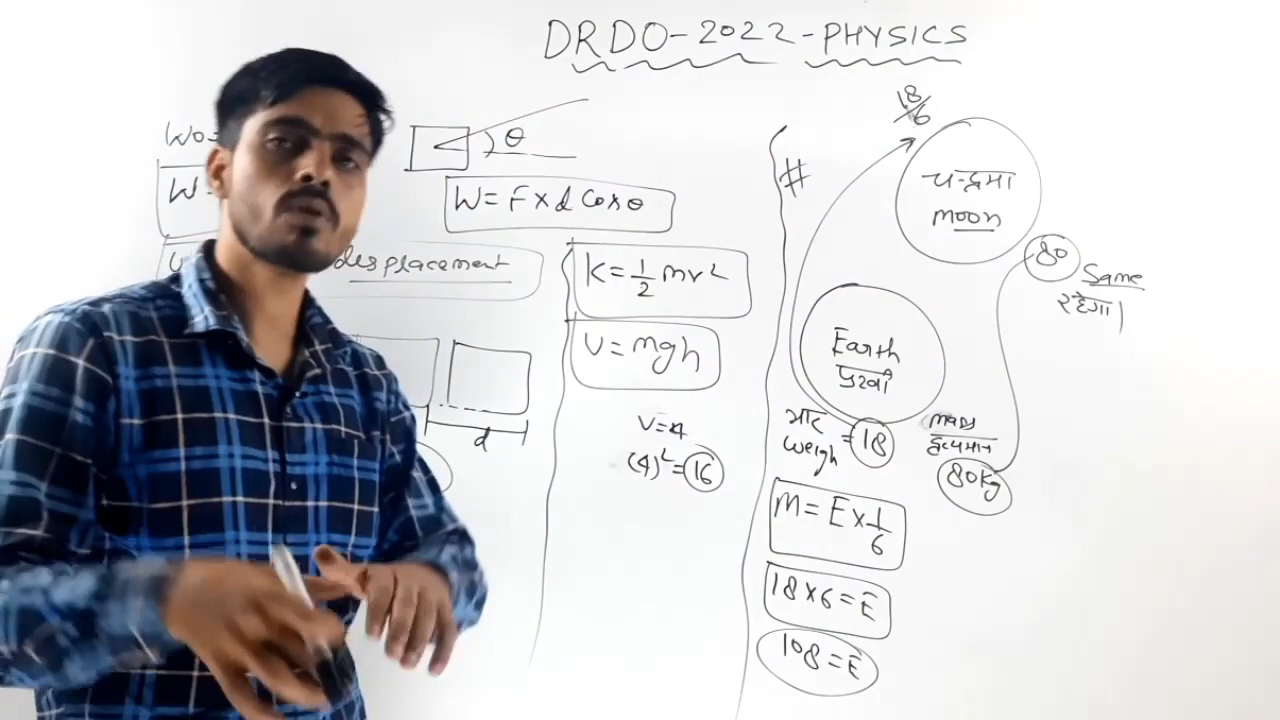 DRDO-2022-PHYSICS
Wo=
W=
θ
W= F×d Cosθ
displacement
d
K=1/2 mv²
V= mgh
V=4
(4)²=16
#
18/6
चन्द्रमा
moon
80
Same
रहेगा।
Earth
पृथ्वी
भार
weigh
=18
mass
द्रव्यमान
80Kg
M= E×1/6
18×6=E
108=E